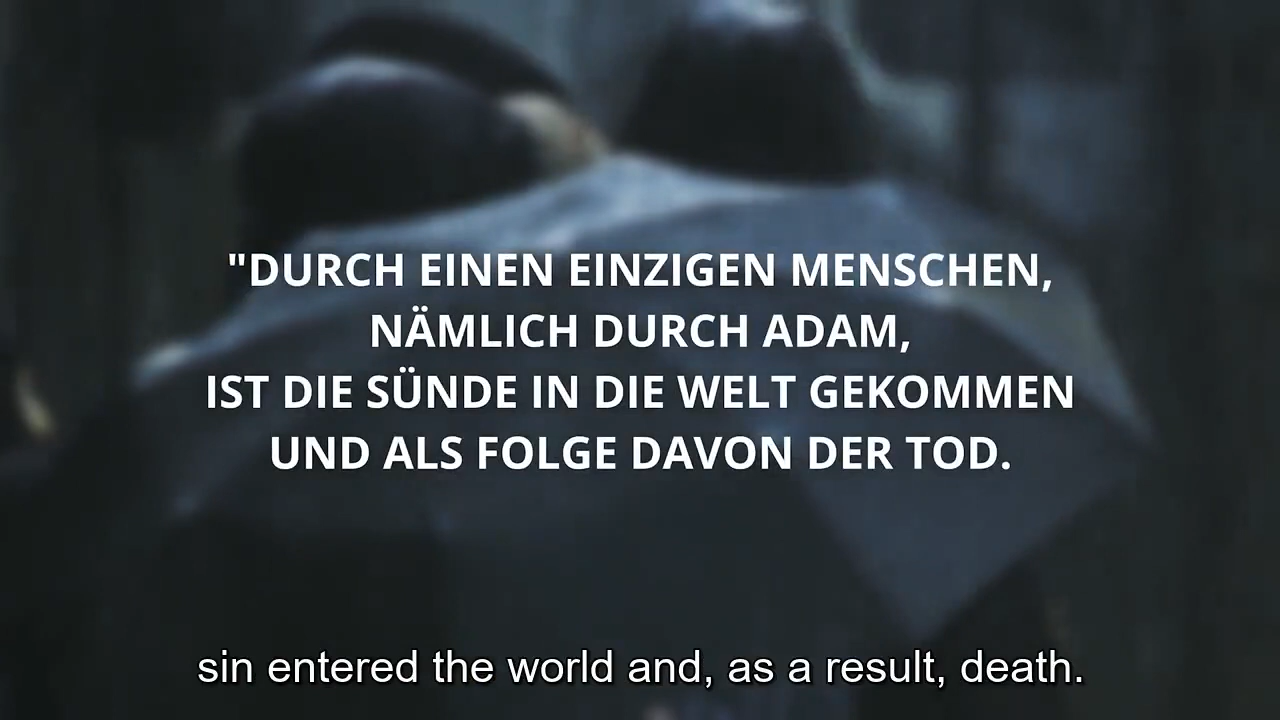 "DURCH EINEN EINZIGEN MENSCHEN,
NÄMLICH DURCH ADAM,
IST DIE SÜNDE IN DIE WELT GEKOMMEN
UND ALS FOLGE DAVON DER TOD.
sin entered the world and, as a result, death.